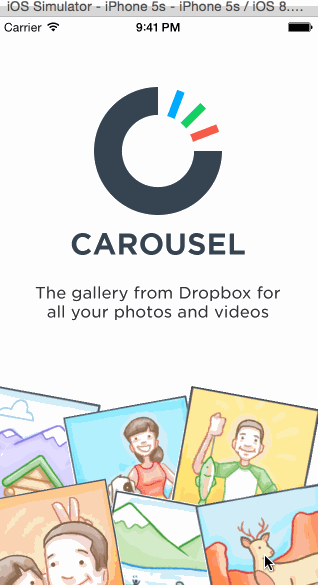 iOS Simulator - iPhone 5s - iPhone 5s / iOS 8....
Carrier 9:41 PM
CAROUSEL
The gallery from Dropbox for
all your photos and videos